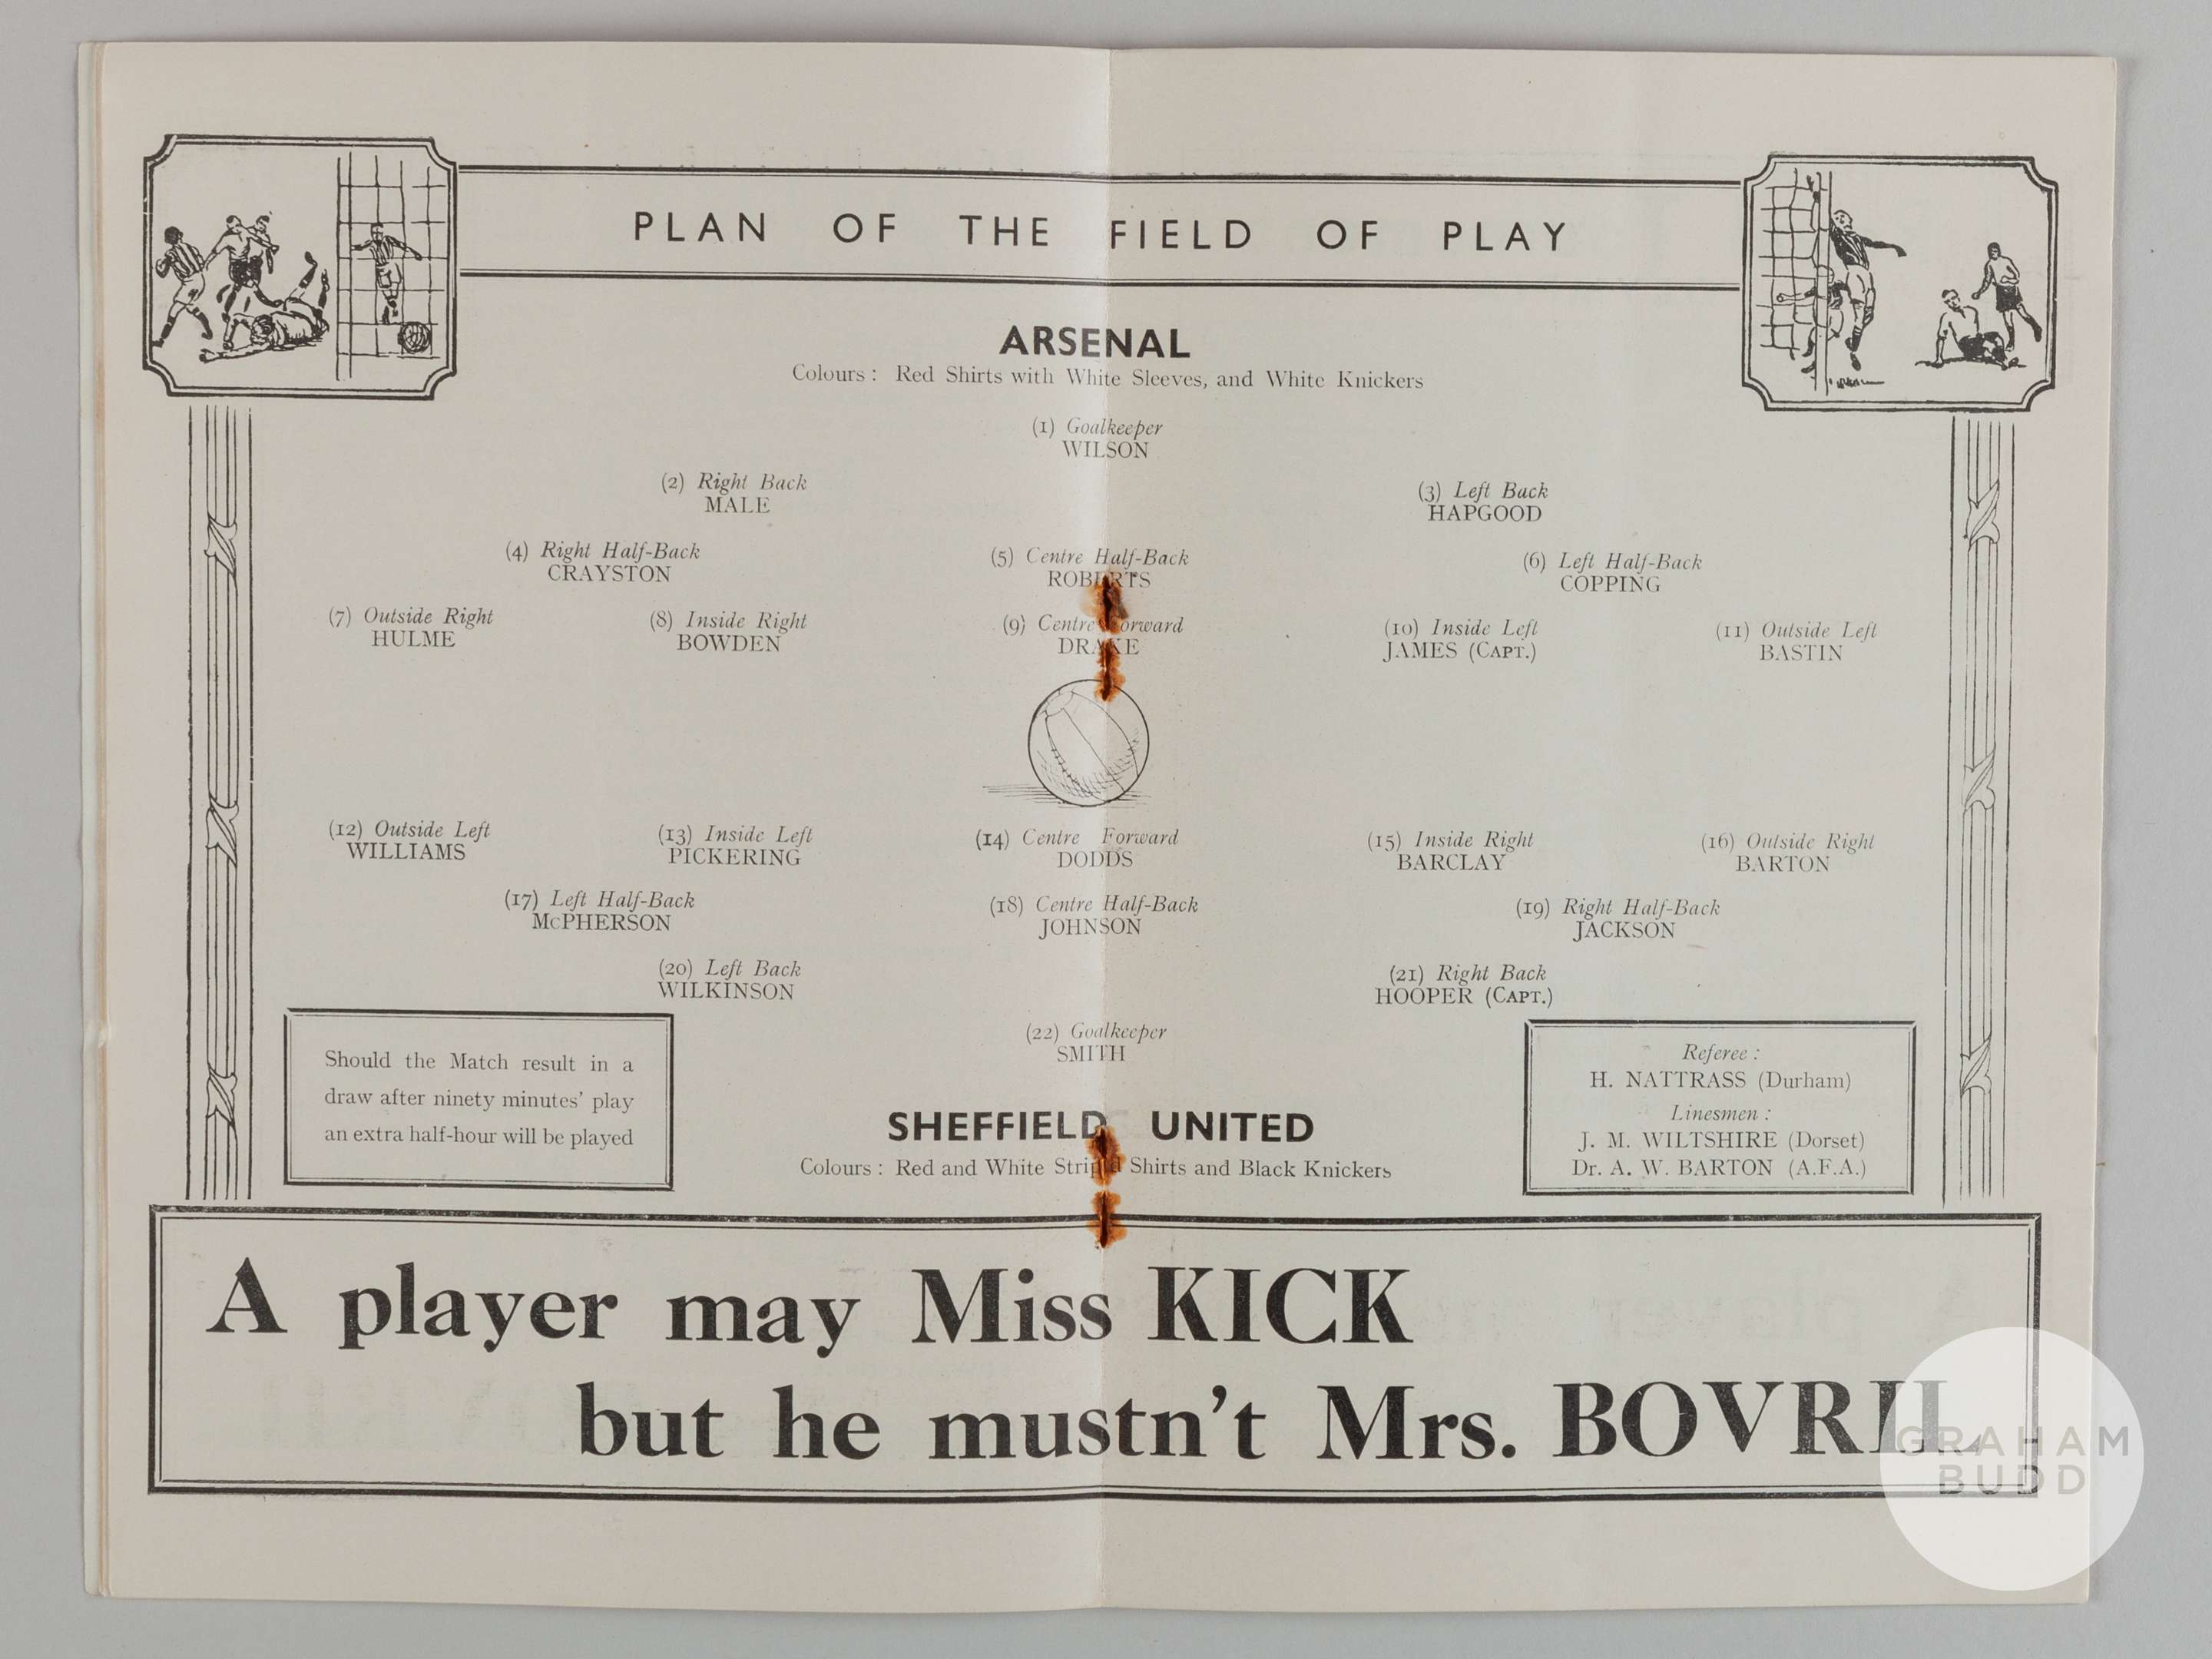 PLAN OF THE FIELD OF PLAY
ARSENAL
Colours : Red Shirts with White Sleeves, and White Knickers
(1) Goalkeeper
WILSON
(2) Right Back
MALE
(3) Left Back
HAPGOOD
(4) Right Half-Back
CRAYSTON
(5) Centre Half-Back
ROBERTS
(6) Left Half-Back
COPPING
(7) Outside Right
HULME
(8) Inside Right
BOWDEN
(9) Centre Forward
DRAKE
(10) Inside Left
JAMES (CAPT.)
(11) Outside Left
BASTIN
(12) Outside Left
WILLIAMS
(13) Inside Left
PICKERING
(14) Centre Forward
DODDS
(15) Inside Right
BARCLAY
(16) Outside Right
BARTON
(17) Left Half-Back
McPHERSON
(18) Centre Half-Back
JOHNSON
(19) Right Half-Back
JACKSON
(20) Left Back
WILKINSON
(21) Right Back
HOOPER (CAPT.)
(22) Goalkeeper
SMITH
Should the Match result in a
draw after ninety minutes' play
an extra half-hour will be played
SHEFFIELD UNITED
Colours : Red and White Striped Shirts and Black Knickers
Referee :
H. NATTRASS (Durham)
Linesmen :
J. M. WILTSHIRE (Dorset)
Dr. A. W. BARTON (A.F.A.)
A player may Miss KICK
but he mustn't Mrs. BOVRIL
GRAHAM
BUDD